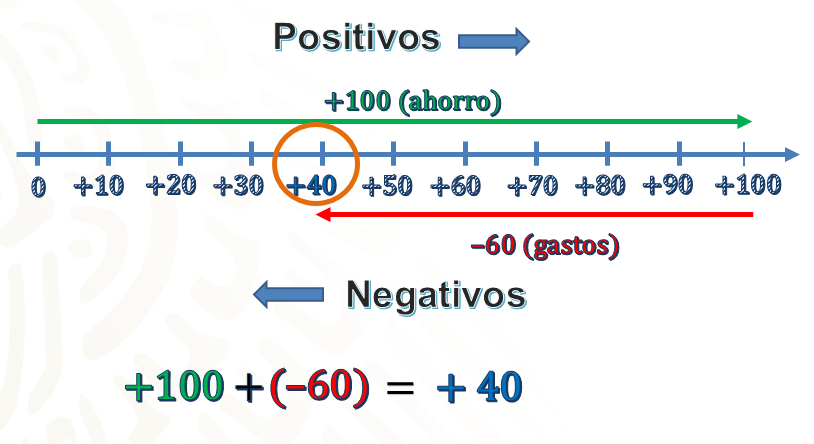 Positivos
+100 (ahorro)
0 +10 +20 +30 +40 +50 +60 +70 +80 +90 +100
–60 (gastos)
Negativos
+100 +(–60) = + 40